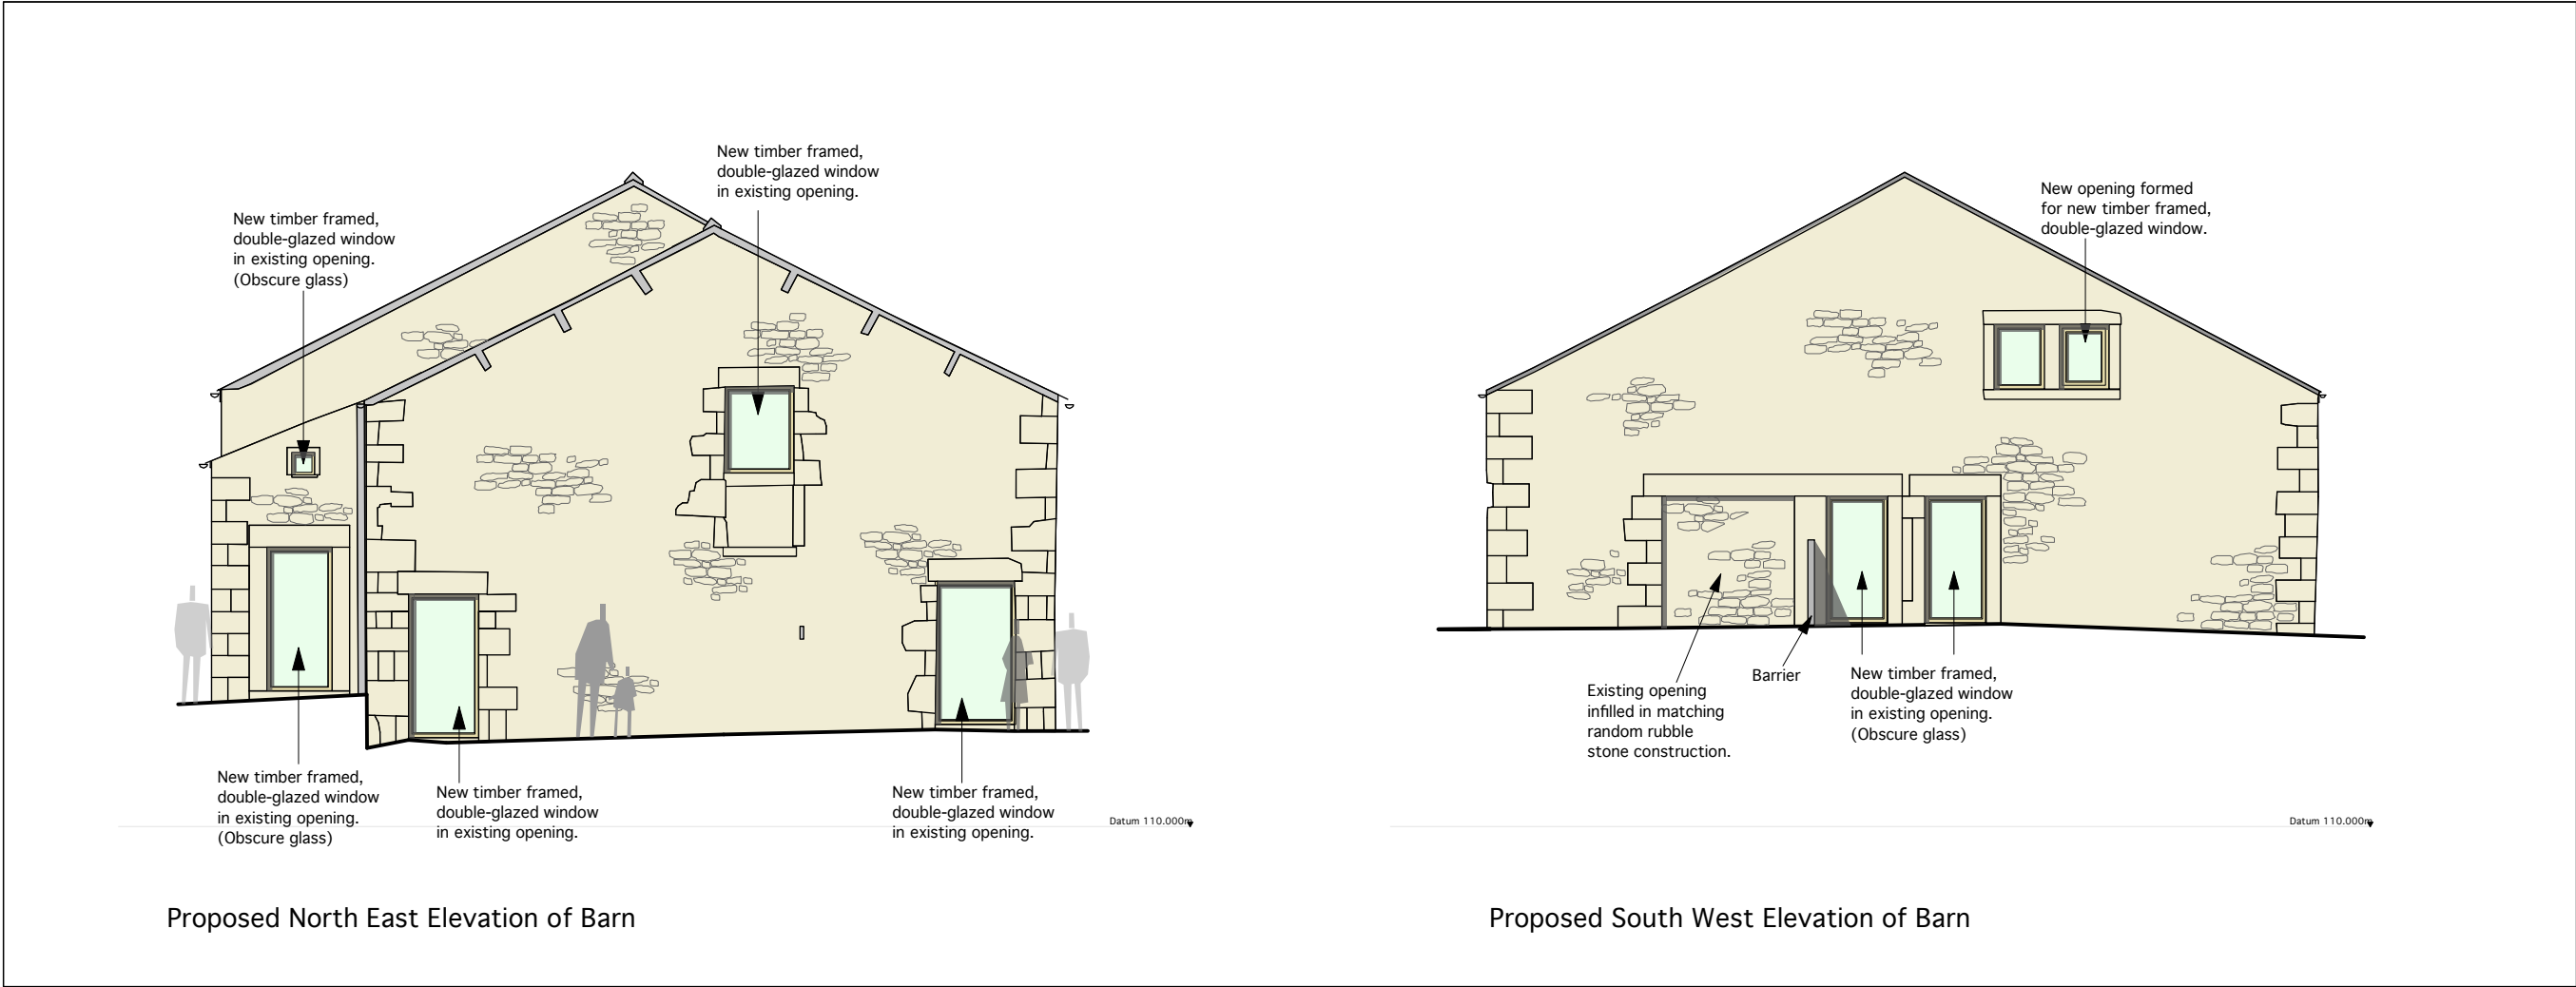 New timber framed,
double-glazed window
in existing opening.
New timber framed,
double-glazed window
in existing opening.
(Obscure glass)
New timber framed,
double-glazed window
in existing opening.
(Obscure glass)
New timber framed,
double-glazed window
in existing opening.
New timber framed,
double-glazed window
in existing opening.
Datum 110.000m
Proposed North East Elevation of Barn
New opening formed
for new timber framed,
double-glazed window.
Existing opening
infilled in matching
random rubble
stone construction.
Barrier
New timber framed,
double-glazed window
in existing opening.
(Obscure glass)
Datum 110.000m
Proposed South West Elevation of Barn